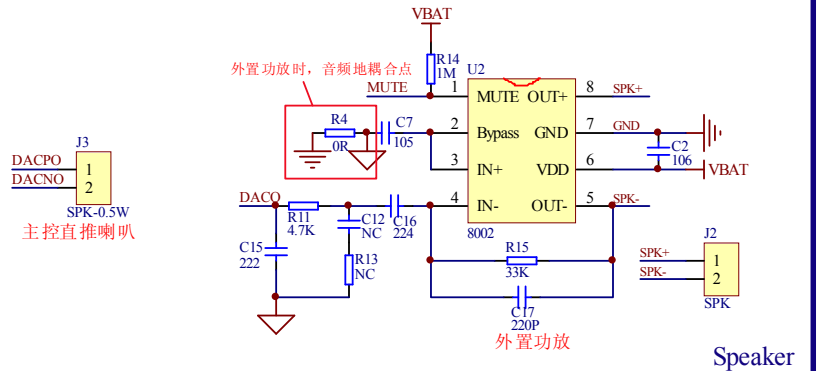 VBAT
外置功放时，音频地耦合点
R14
1M
U2
MUTE
1
MUTE OUT+
8
SPK+
R4
0R
C7
105
2
Bypass GND
7
GND
C2
106
3
IN+ VDD
6
VBAT
J3
DACPO
1
DACNO
2
SPK-0.5W
主控直推喇叭
DACO
R11
4.7K
C12
NC
C16
224
4
IN- OUT-
5
SPK-
8002
C15
222
R13
NC
R15
33K
C17
220P
外置功放
J2
SPK+
1
SPK-
2
SPK
Speaker